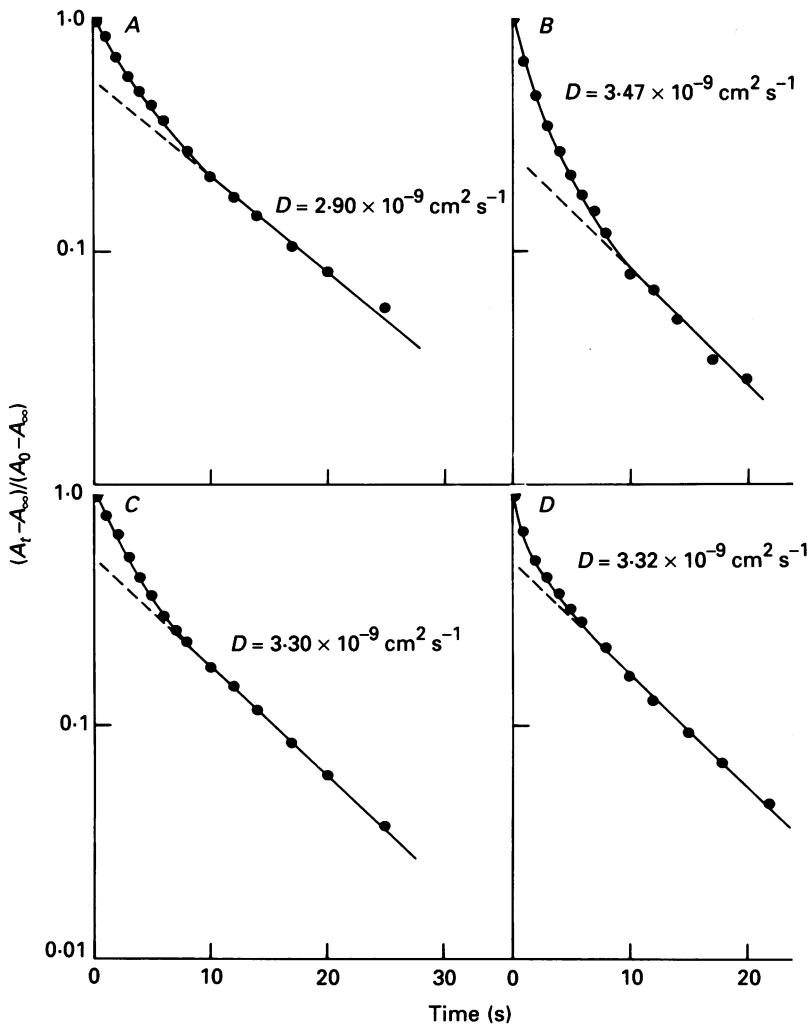 A
B
1·0
D = 3·47 × 10⁻⁹ cm² s⁻¹
D = 2·90 × 10⁻⁹ cm² s⁻¹
0·1
(Aₜ − A∞)/(A₀ − A∞)
1·0
C
D
D = 3·30 × 10⁻⁹ cm² s⁻¹
D = 3·32 × 10⁻⁹ cm² s⁻¹
0·1
0·01
0 10 20 30 0 10 20
Time (s)